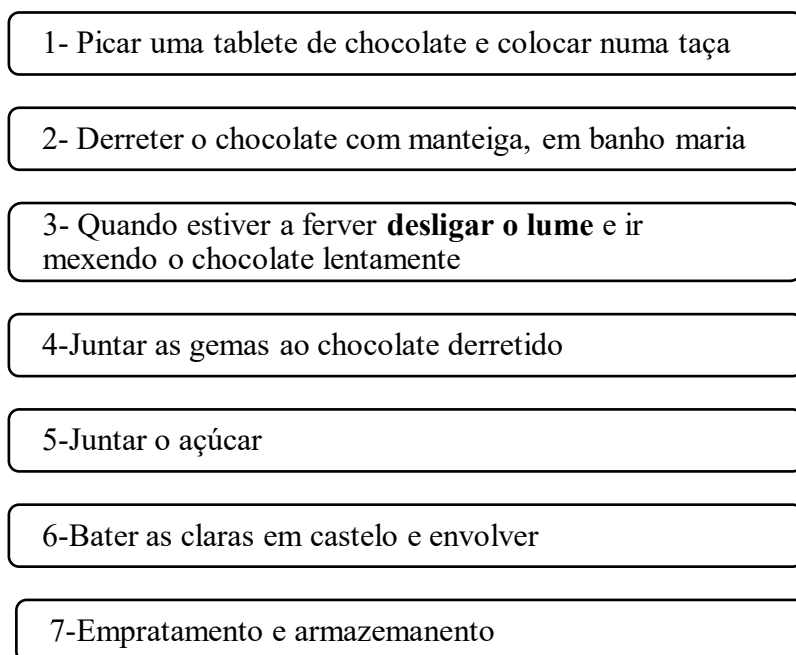 1- Picar uma tablete de chocolate e colocar numa taça
2- Derreter o chocolate com manteiga, em banho maria
3- Quando estiver a ferver desligar o lume e ir
mexendo o chocolate lentamente
4-Juntar as gemas ao chocolate derretido
5-Juntar o açúcar
6-Bater as claras em castelo e envolver
7-Empratamento e armazemanento